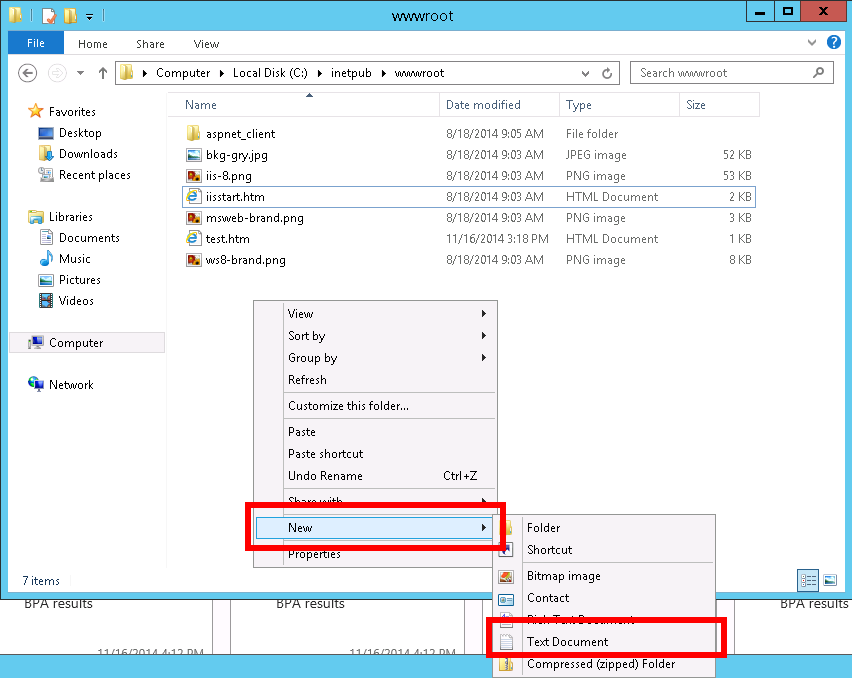 wwwroot
File Home Share View
Computer Local Disk (C:) inetpub wwwroot Search wwwroot
Favorites
Desktop
Downloads
Recent places
Libraries
Documents
Music
Pictures
Videos
Computer
Network
Name Date modified Type Size
aspnet_client 8/18/2014 9:05 AM File folder
bkg-gry.jpg 8/18/2014 9:03 AM JPEG image 52 KB
iis-8.png 8/18/2014 9:03 AM PNG image 53 KB
iisstart.htm 8/18/2014 9:03 AM HTML Document 2 KB
msweb-brand.png 8/18/2014 9:03 AM PNG image 3 KB
test.htm 11/16/2014 3:18 PM HTML Document 1 KB
ws8-brand.png 8/18/2014 9:03 AM PNG image 8 KB
View
Sort by
Group by
Refresh
Customize this folder...
Paste
Paste shortcut
Undo Rename Ctrl+Z
Share with
New
Properties
Folder
Shortcut
Bitmap image
Contact
Rich Text Document
Text Document
Compressed (zipped) Folder
7 items
BPA results BPA results BPA results
11/16/2014 4:12 PM 11/16/2014 4:12 PM